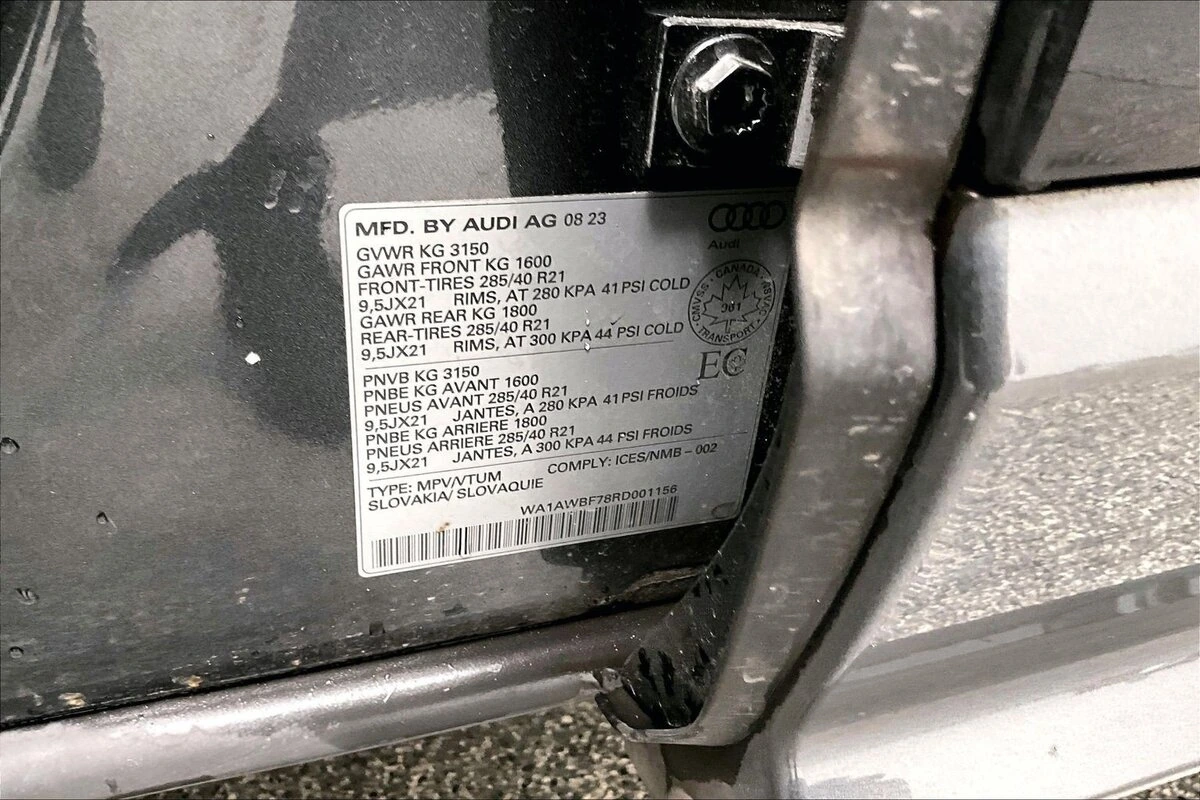 MFD. BY AUDI AG 08 23
Audi
GVWR KG 3150
GAWR FRONT KG 1600
FRONT-TIRES 285/40 R21
9,5JX21 RIMS, AT 280 KPA 41 PSI COLD
GAWR REAR KG 1800
REAR-TIRES 285/40 R21
9,5JX21 RIMS, AT 300 KPA 44 PSI COLD
CMVSS · CANADA · NSVAC · TRANSPORT ·
961
EC
PNVB KG 3150
PNBE KG AVANT 1600
PNEUS AVANT 285/40 R21
9,5JX21 JANTES, A 280 KPA 41 PSI FROIDS
PNBE KG ARRIERE 1800
PNEUS ARRIERE 285/40 R21
9,5JX21 JANTES, A 300 KPA 44 PSI FROIDS
TYPE: MPV/VTUM COMPLY: ICES/NMB – 002
SLOVAKIA/ SLOVAQUIE
WA1AWBF78RD001156